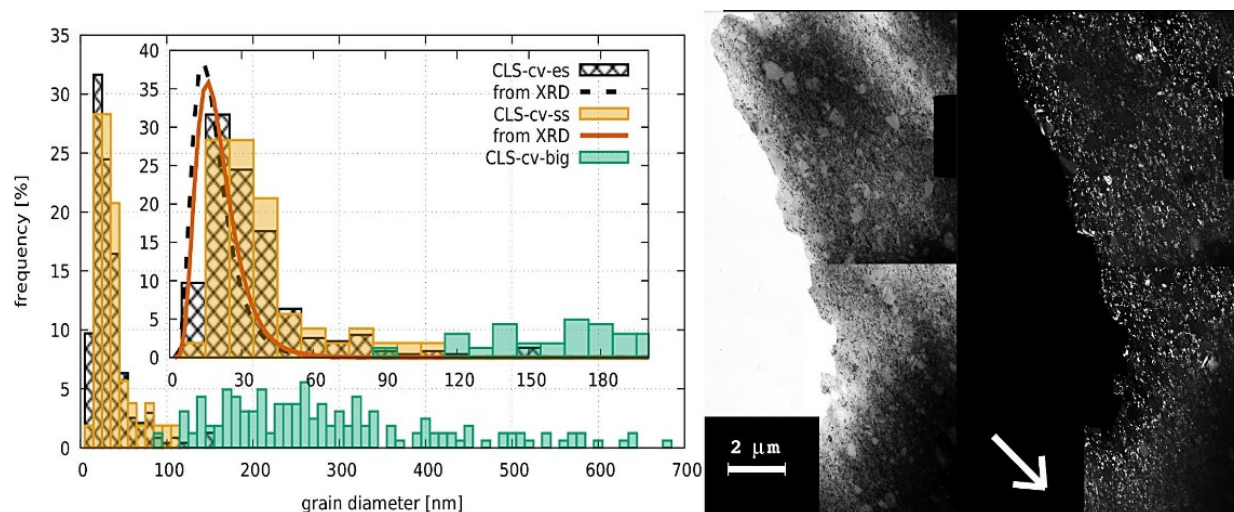 35
30
25
20
15
10
5
0
frequency [%]
40
35
30
25
20
15
10
5
0
CLS-cv-es
from XRD
CLS-cv-ss
from XRD
CLS-cv-big
0 30 60 90 120 150 180
0 100 200 300 400 500 600 700
grain diameter [nm]
2 μm